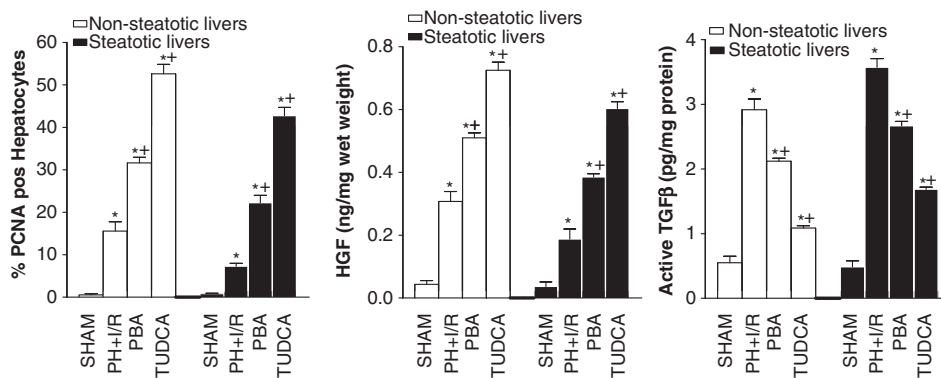 Non-steatotic livers
Steatotic livers
% PCNA pos Hepatocytes
60
50
40
30
20
10
0
SHAM
PH+I/R
PBA
TUDCA
SHAM
PH+I/R
PBA
TUDCA
*
*+
*+
*
*+
*+
Non-steatotic livers
Steatotic livers
HGF (ng/mg wet weight)
0.8
0.6
0.4
0.2
0.0
SHAM
PH+I/R
PBA
TUDCA
SHAM
PH+I/R
PBA
TUDCA
*
*+
*+
*
*+
*+
Non-steatotic livers
Steatotic livers
Active TGFβ (pg/mg protein)
4
3
2
1
0
SHAM
PH+I/R
PBA
TUDCA
SHAM
PH+I/R
PBA
TUDCA
*
*+
*+
*
*+
*+